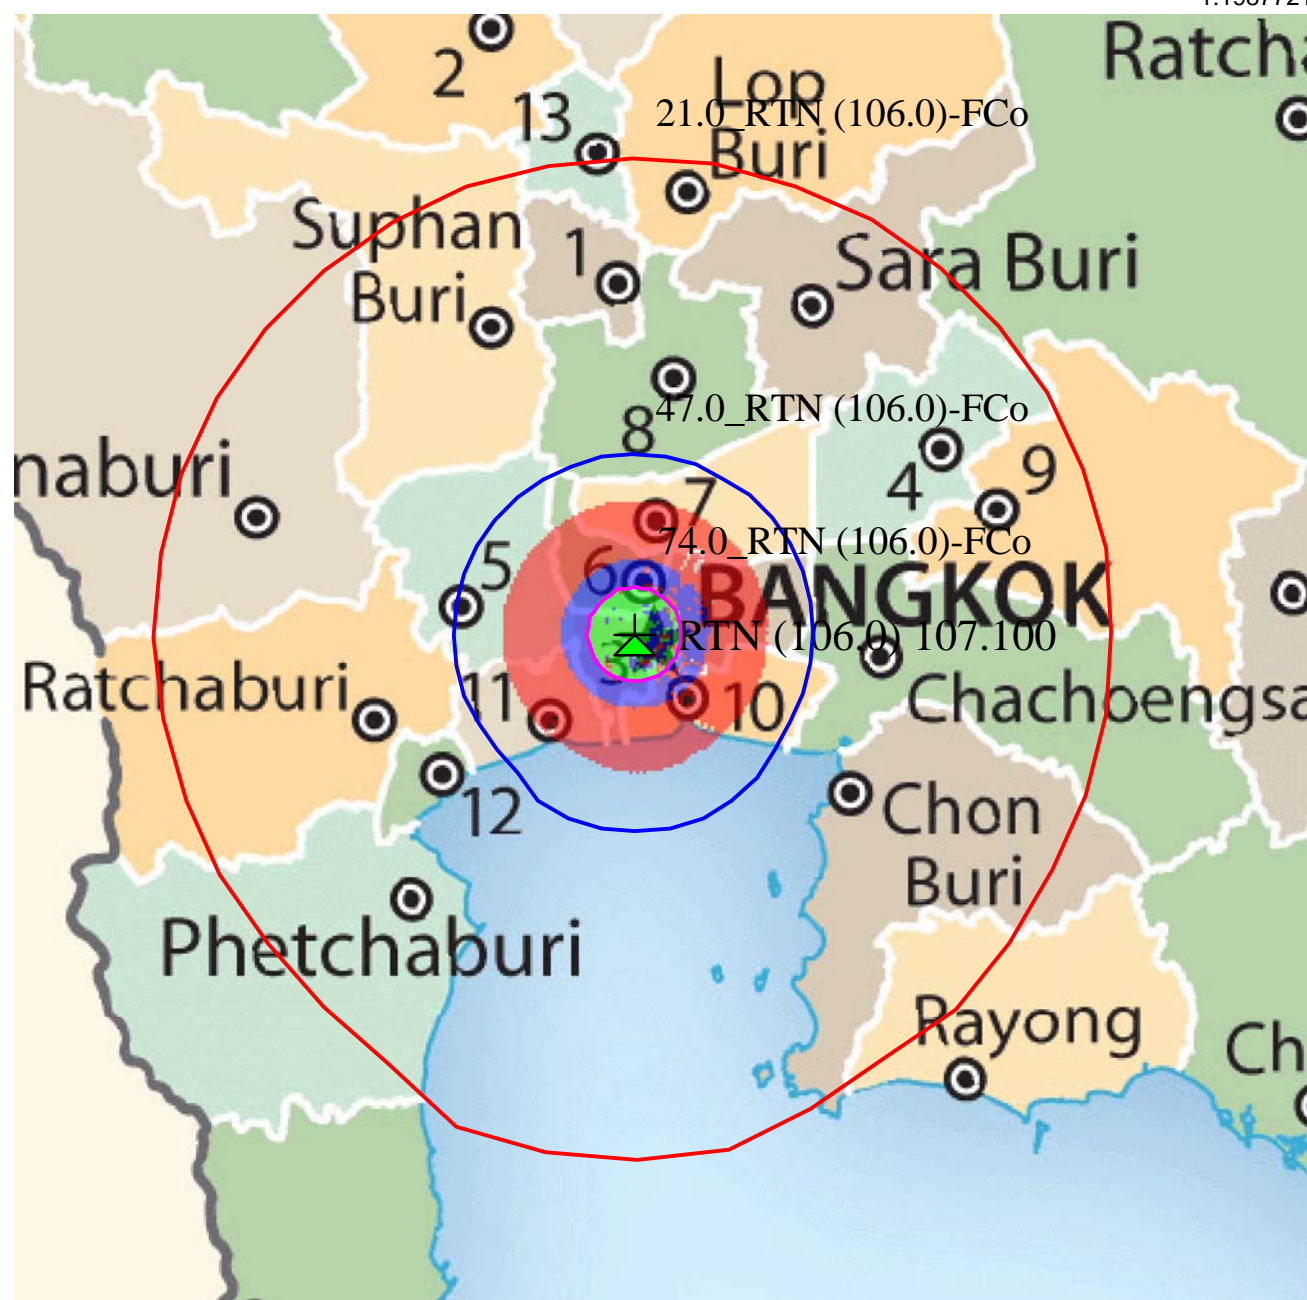 Ratcha
2
Lop
13
21.0_RTN (106.0)-FCo
Buri
Suphan
1
Sara Buri
Buri
47.0_RTN (106.0)-FCo
8
naburi
9
4
7
74.0_RTN (106.0)-FCo
5
6
BANGKOK
RTN (106.0) 107.100
3
Ratchaburi
11
10
Chachoengsa
12
Chon
Buri
Phetchaburi
Rayong
Ch